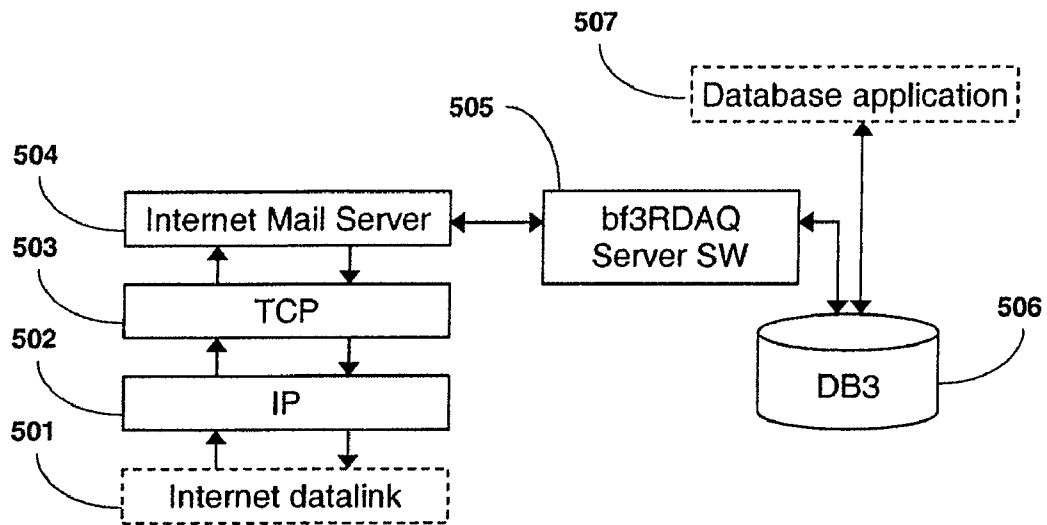 507
Database application
505
504
Internet Mail Server
bf3RDAQ
Server SW
503
TCP
502
506
DB3
IP
501
Internet datalink